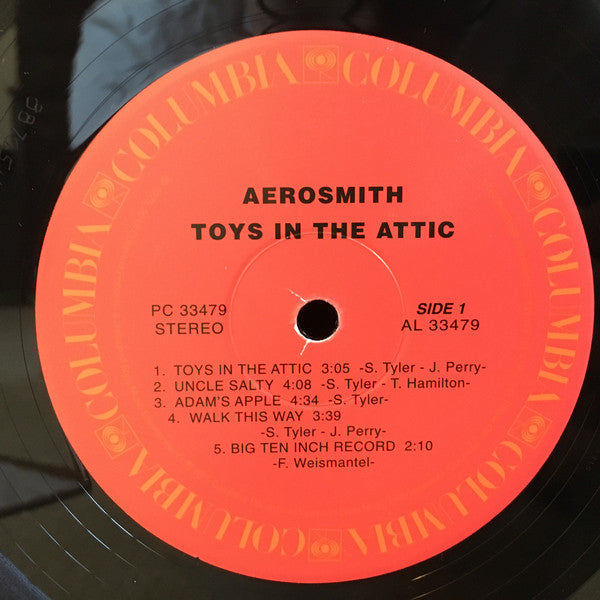 COLUMBIA COLUMBIA COLUMBIA COLUMBIA COLUMBIA COLUMBIA
AEROSMITH
TOYS IN THE ATTIC
PC 33479
STEREO
SIDE 1
AL 33479
1. TOYS IN THE ATTIC 3:05 -S. Tyler - J. Perry-
2. UNCLE SALTY 4:08 -S. Tyler - T. Hamilton-
3. ADAM'S APPLE 4:34 -S. Tyler-
4. WALK THIS WAY 3:39
-S. Tyler - J. Perry-
5. BIG TEN INCH RECORD 2:10
-F. Weismantel-